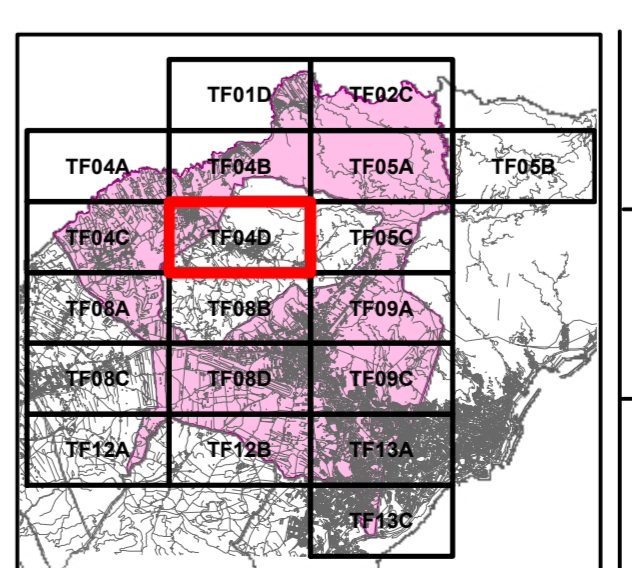 TF01D TF02C
TF04A TF04B TF05A TF05B
TF04C TF04D TF05C
TF08A TF08B TF09A
TF08C TF08D TF09C
TF12A TF12B TF13A
TF13C